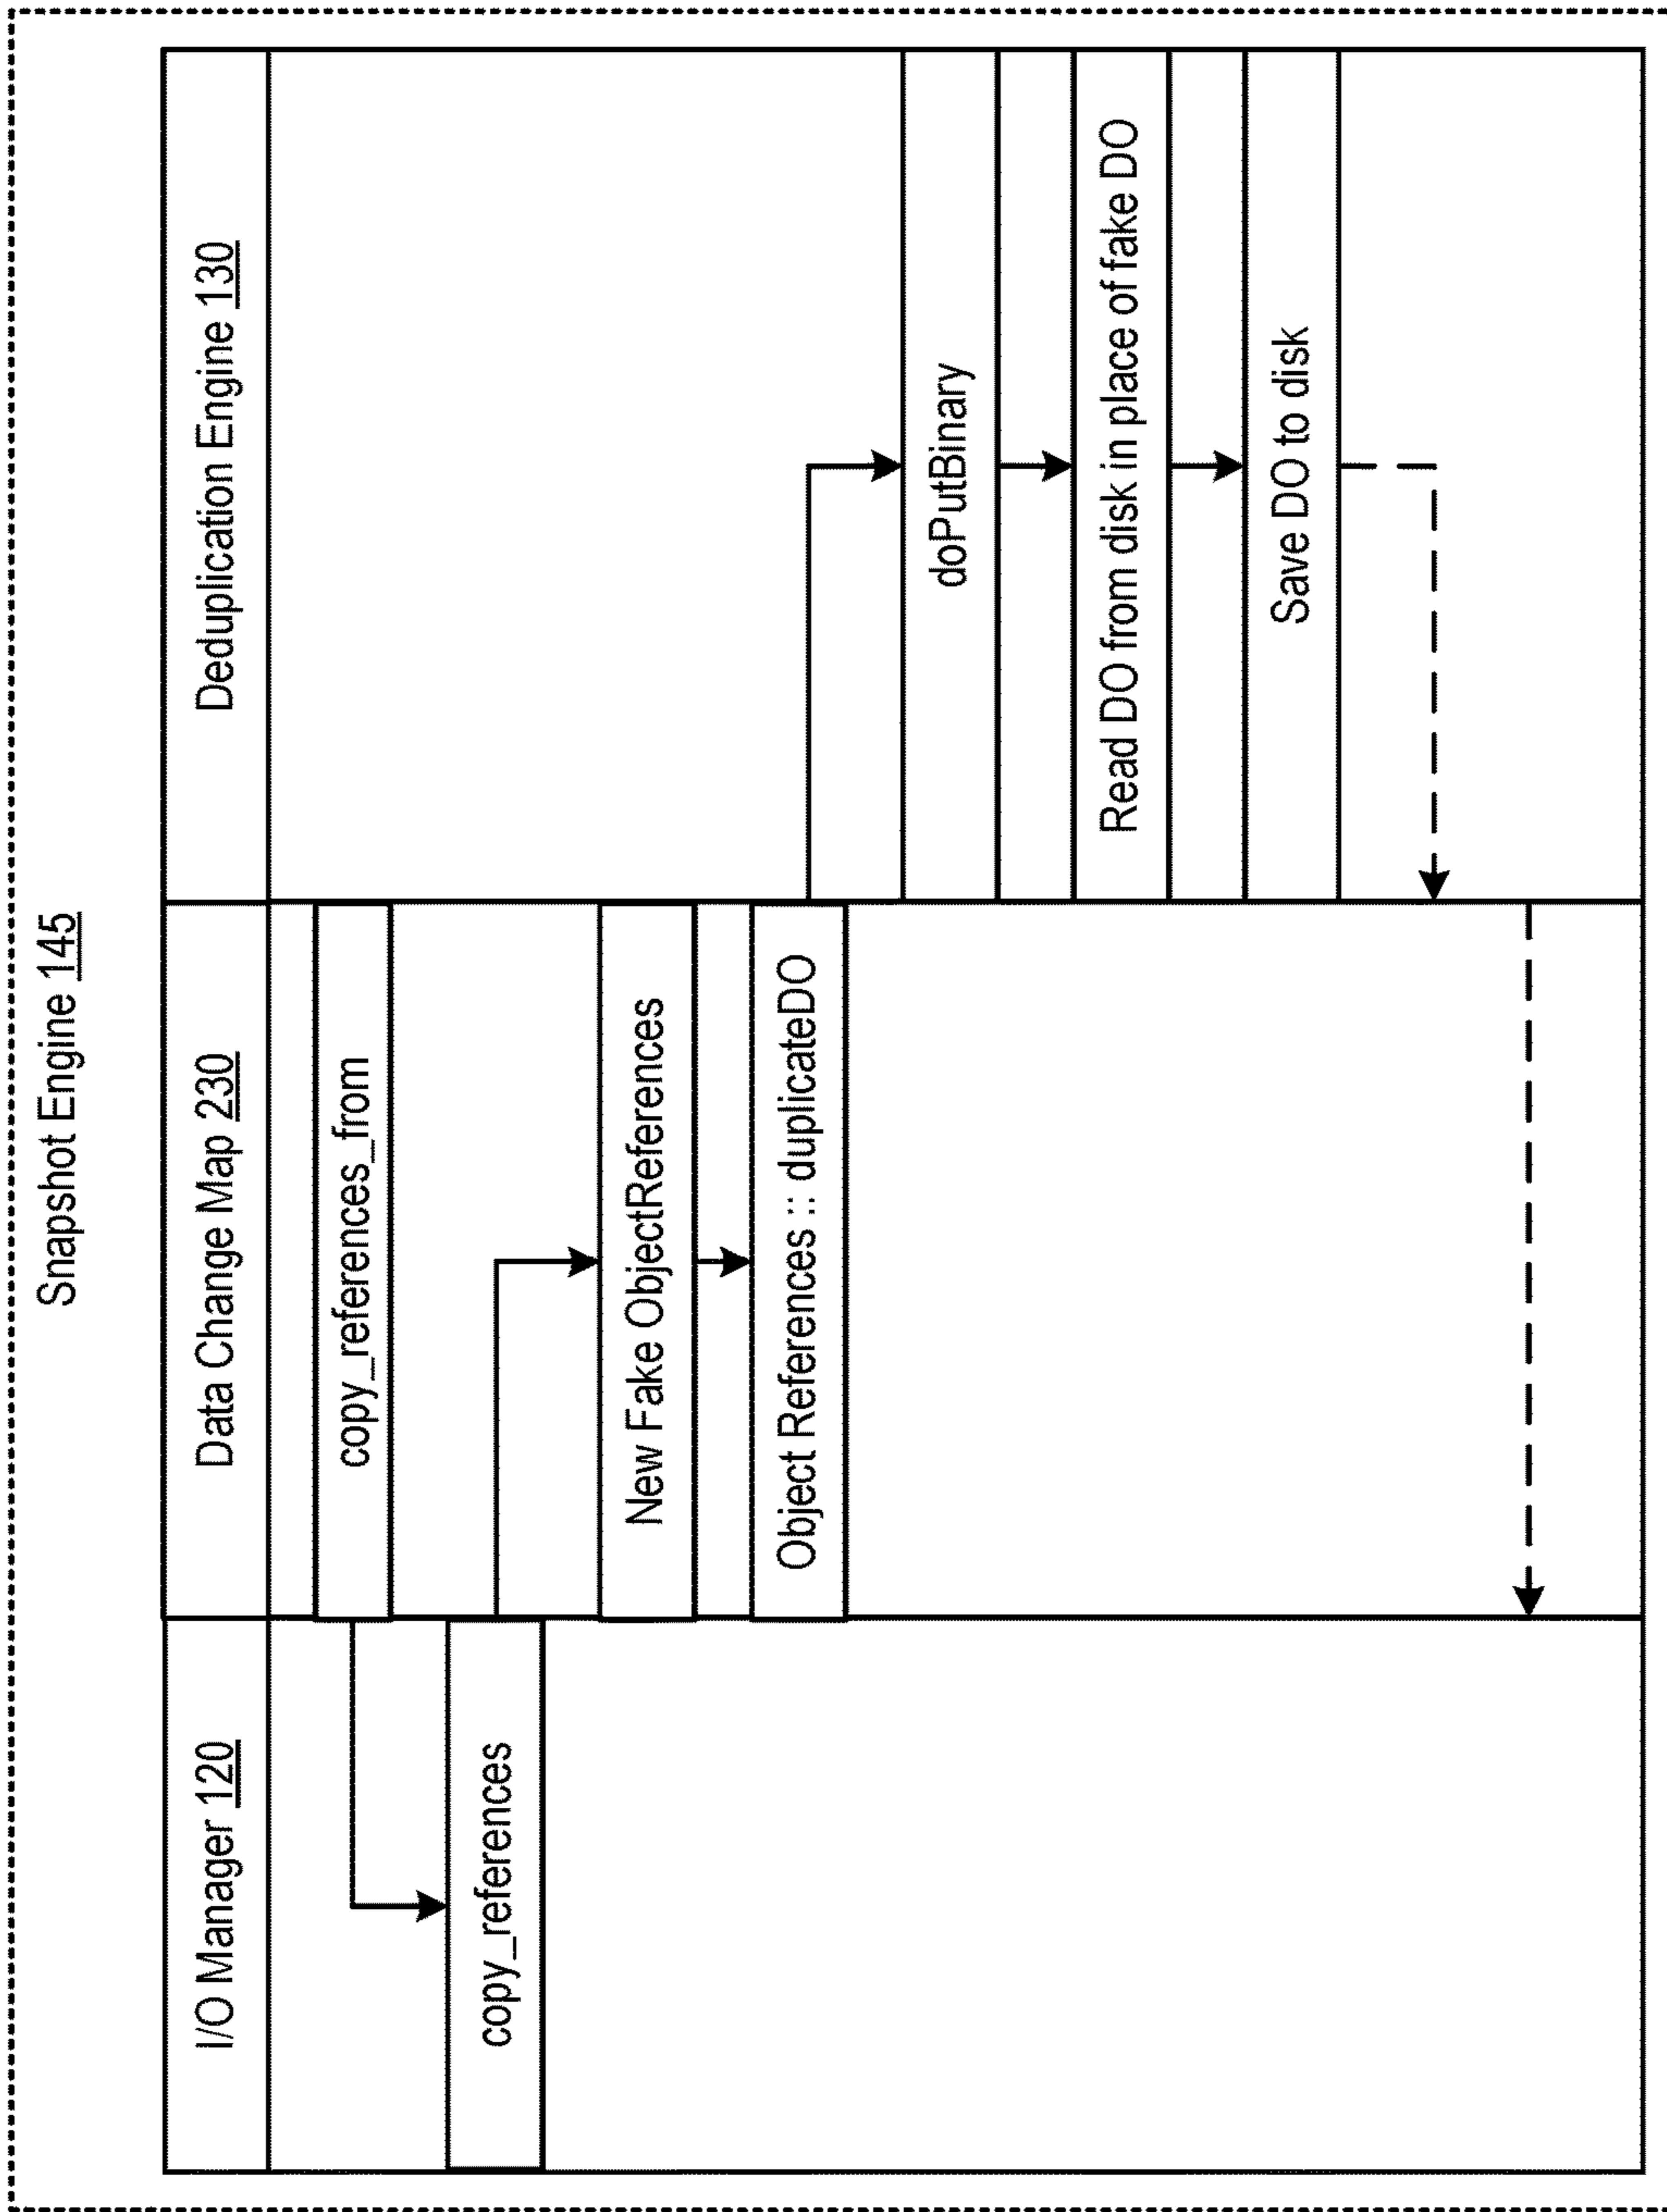 Snapshot Engine 145
I/O Manager 120
Data Change Map 230
Deduplication Engine 130
copy_references_from
copy_references
New Fake ObjectReferences
Object References :: duplicateDO
doPutBinary
Read DO from disk in place of fake DO
Save DO to disk